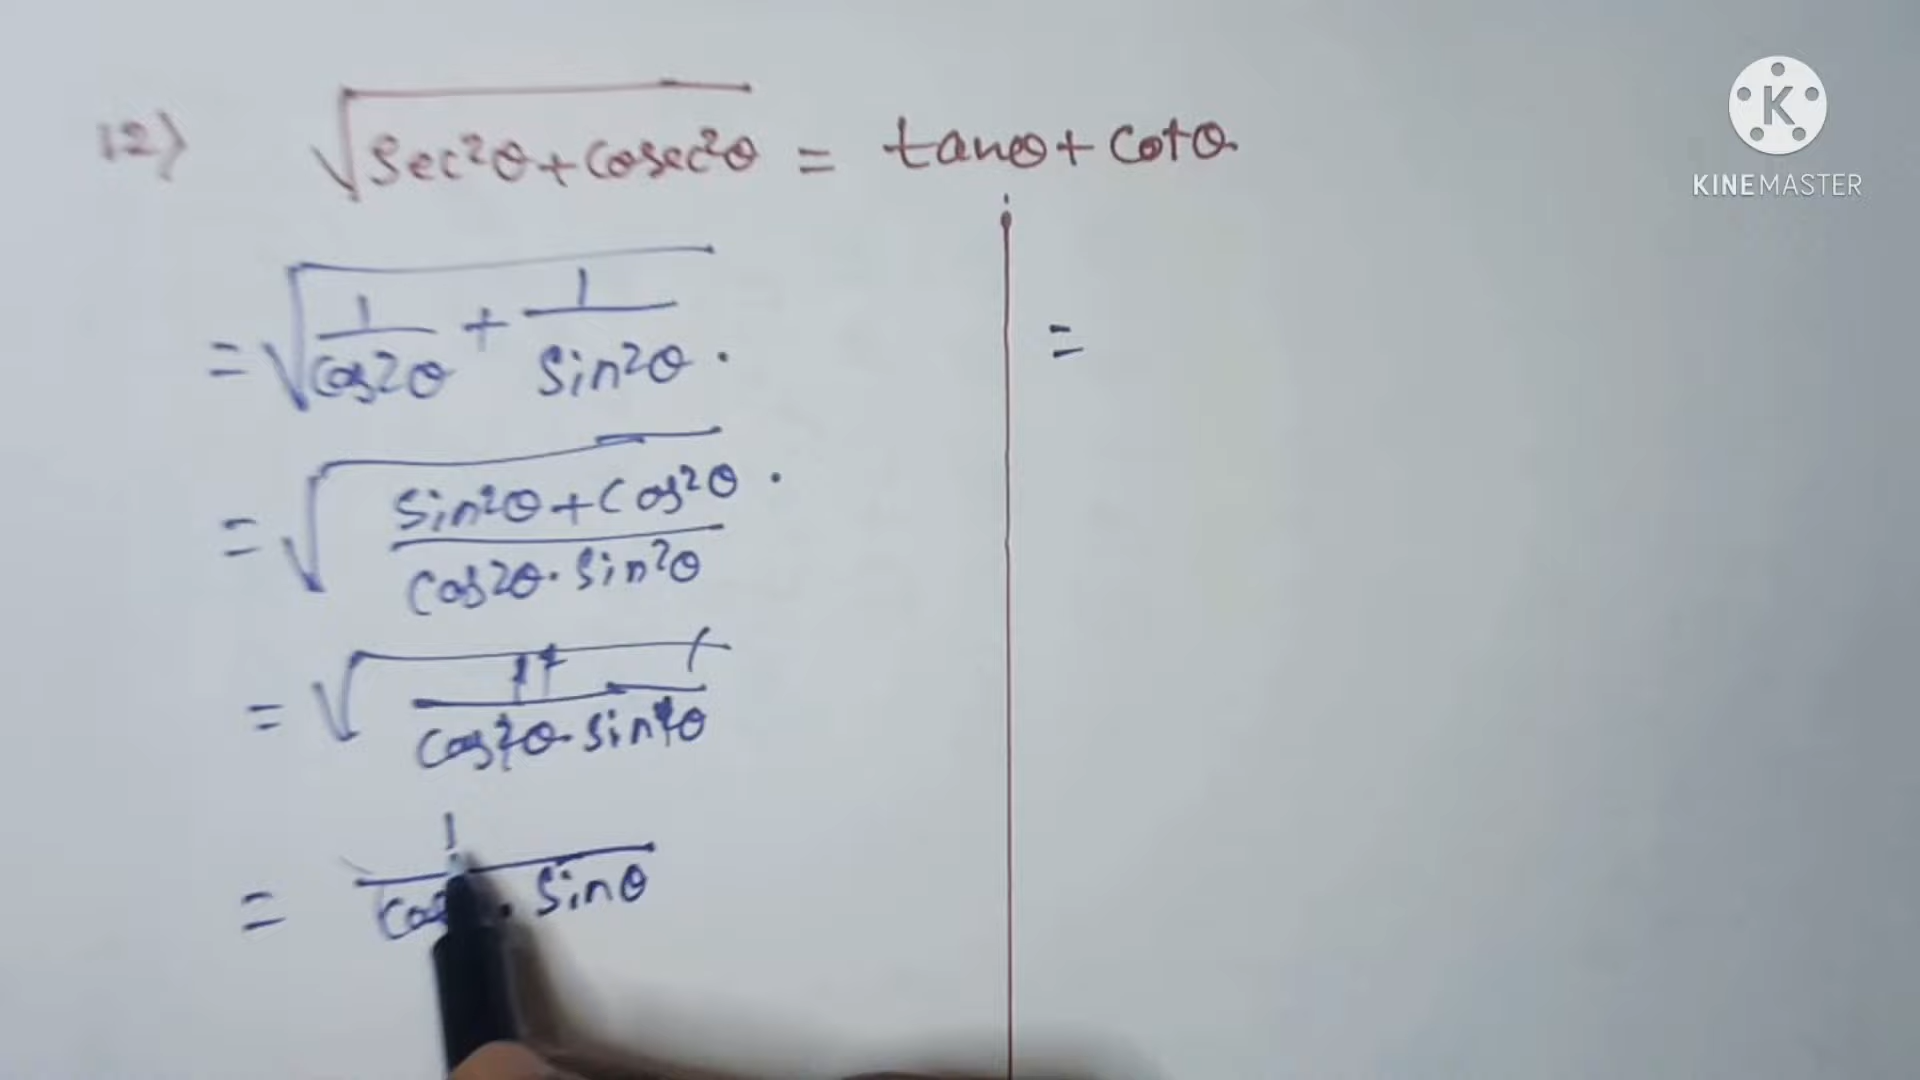 12) √sec²θ + cosec²θ = tanθ + cotθ.
K
KINEMASTER
= √1/cos²θ + 1/sin²θ .
=
= √sin²θ + cos²θ / cos²θ . sin²θ .
= √1 / cos²θ . sin²θ
= 1 / . sinθ